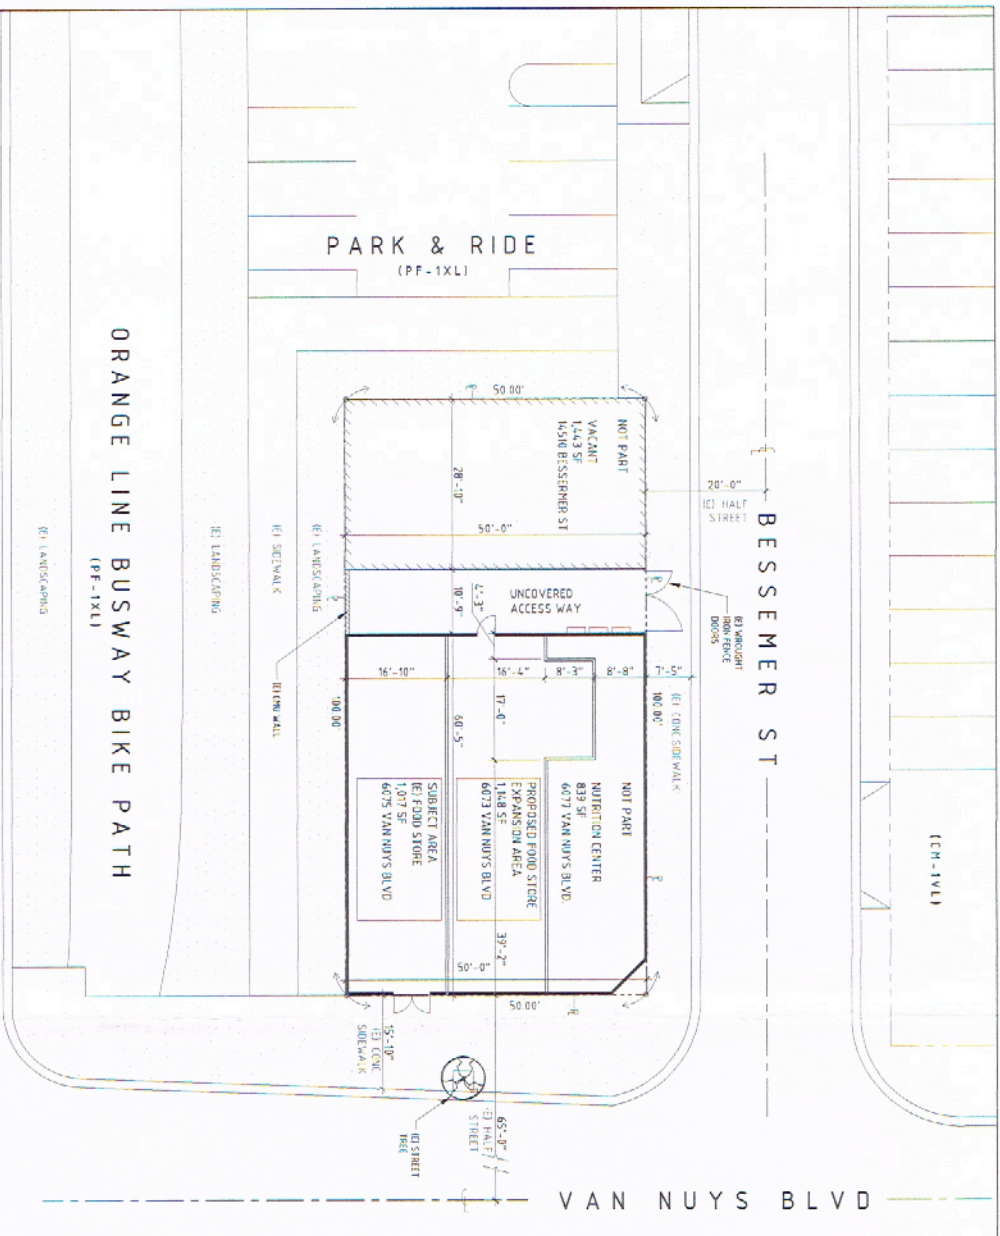 PARK & RIDE
(PF-1XL)
ORANGE LINE BUSWAY BIKE PATH
(PF-1XL)
(E) LANDSCAPING
(E) LANDSCAPING
(E) SIDEWALK
(E) LANDSCAPING
(E) CMU WALL
50.00'
NOT PART
VACANT
1,443 SF
14510 BESSERMER ST
28'-10"
50'-0"
20'-0"
(E) HALF
STREET
BESSEMER ST
UNCOVERED
ACCESS WAY
10'-9"
4'-3"
(E) WROUGHT
IRON FENCE
DOORS
16'-10"
16'-4"
8'-3"
8'-8"
7'-5"
100.00'
60'-5"
17'-0"
100.00'
(E) CONC SIDEWALK
NOT PART
NUTRITION CENTER
839 SF
6077 VAN NUYS BLVD.
PROPOSED FOOD STORE
EXPANSION AREA
1,148 SF
6073 VAN NUYS BLVD
SUBJECT AREA
(E) FOOD STORE
1,017 SF
6075 VAN NUYS BLVD
39'-2"
50'-0"
50.00'
15'-10"
(E) CONC
SIDEWALK
65'-0"
(E) HALF
STREET
(E) STREET
TREE
VAN NUYS BLVD
(CM-1VL)